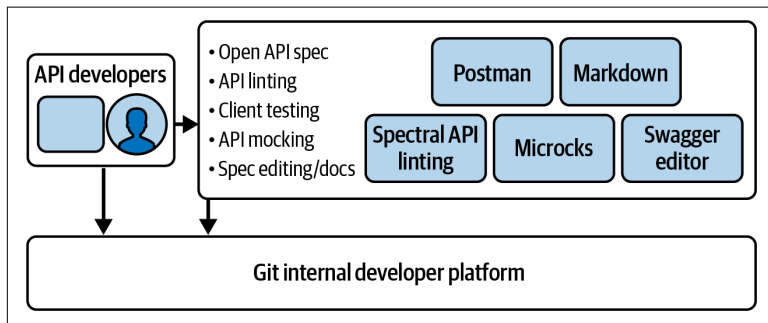 API developers
• Open API spec
• API linting
• Client testing
• API mocking
• Spec editing/docs
Postman
Markdown
Spectral API
linting
Microcks
Swagger
editor
Git internal developer platform